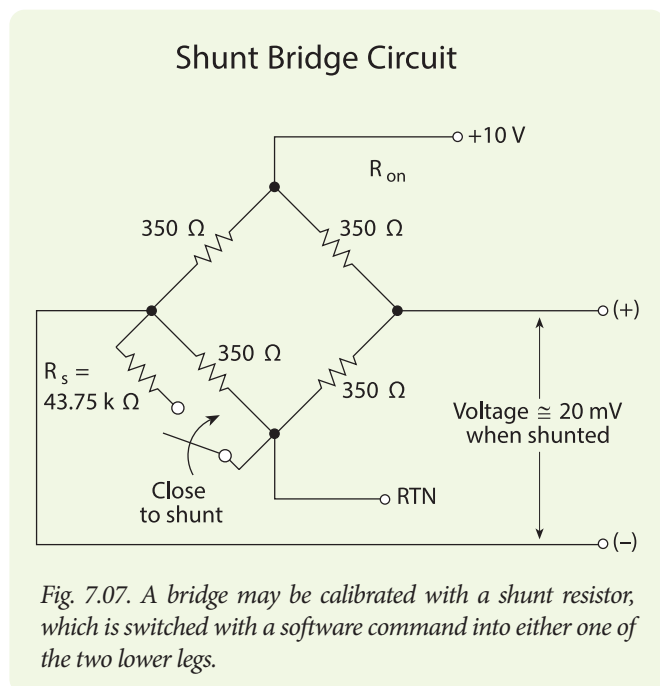 Shunt Bridge Circuit
+10 V
R on
350 Ω
350 Ω
(+)
350 Ω
R s =
43.75 k Ω
350 Ω
Voltage ≅ 20 mV
when shunted
Close
to shunt
RTN
(–)
Fig. 7.07. A bridge may be calibrated with a shunt resistor,
which is switched with a software command into either one of
the two lower legs.